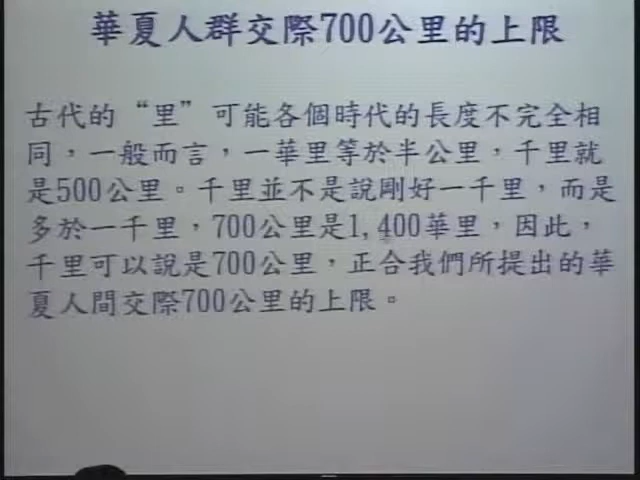 華夏人群交際700公里的上限
古代的“里”可能各個時代的長度不完全相
同，一般而言，一華里等於半公里，千里就
是500公里。千里並不是說剛好一千里，而是
多於一千里，700公里是1,400華里，因此，
千里可以說是700公里，正合我們所提出的華
夏人間交際700公里的上限。